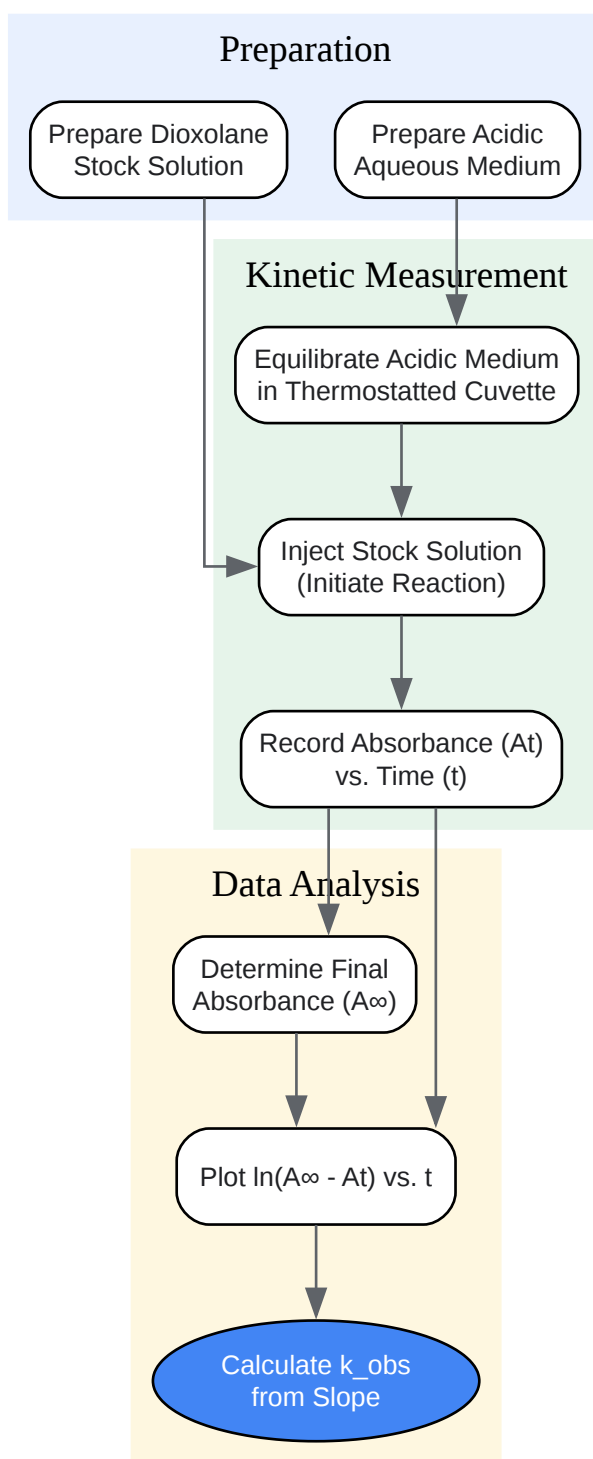 Preparation
Prepare Dioxolane
Stock Solution
Prepare Acidic
Aqueous Medium
Kinetic Measurement
Equilibrate Acidic Medium
in Thermostatted Cuvette
Inject Stock Solution
(Initiate Reaction)
Record Absorbance (At)
vs. Time (t)
Data Analysis
Determine Final
Absorbance (A∞)
Plot ln(A∞ - At) vs. t
Calculate k_obs
from Slope